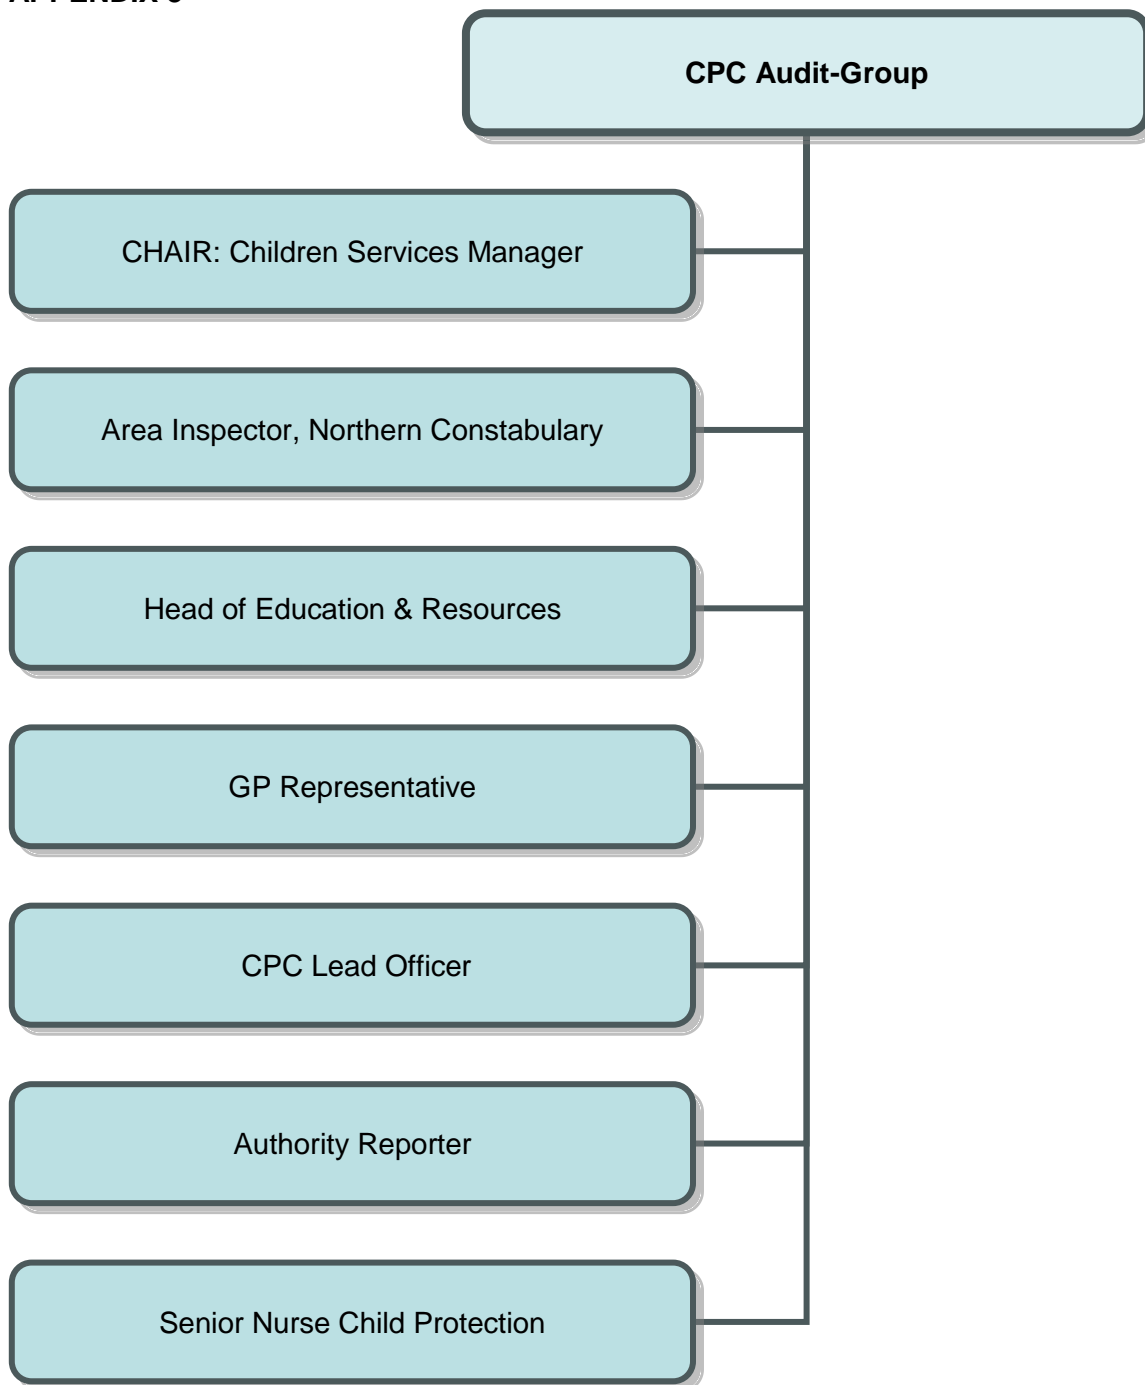 APPENDIX
CPC Audit-Group
CHAIR: Children Services Manager
Area Inspector, Northern Constabulary
Head of Education & Resources
GP Representative
CPC Lead Officer
Authority Reporter
Senior Nurse Child Protection